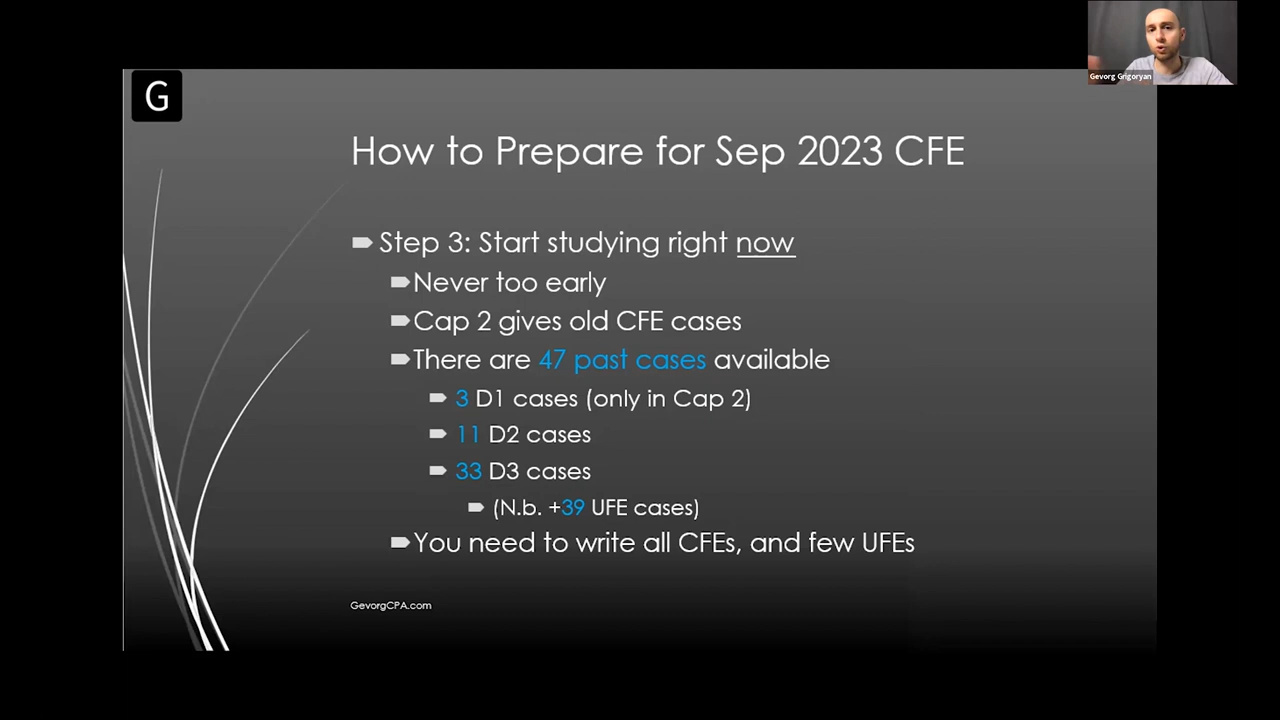 G
Gevorg Grigoryan
How to Prepare for Sep 2023 CFE
Step 3: Start studying right now
Never too early
Cap 2 gives old CFE cases
There are 47 past cases available
3 D1 cases (only in Cap 2)
11 D2 cases
33 D3 cases
(N.b. +39 UFE cases)
You need to write all CFEs, and few UFEs
GevorgCPA.com